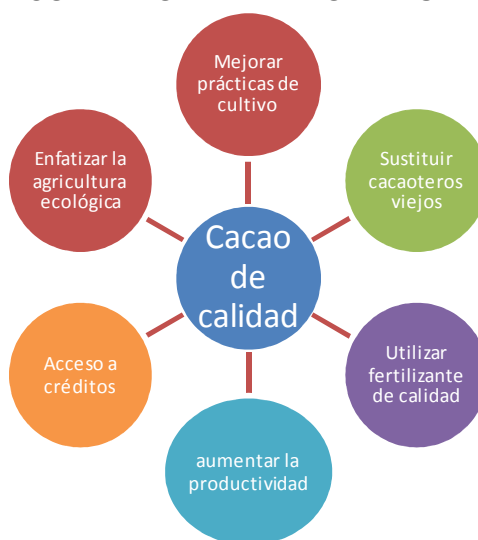 Mejorar
prácticas de
cultivo
Enfatizar la
agricultura
ecológica
Sustituir
cacaoteros
viejos
Cacao
de
calidad
Acceso a
créditos
Utilizar
fertilizante
de calidad
aumentar la
productividad